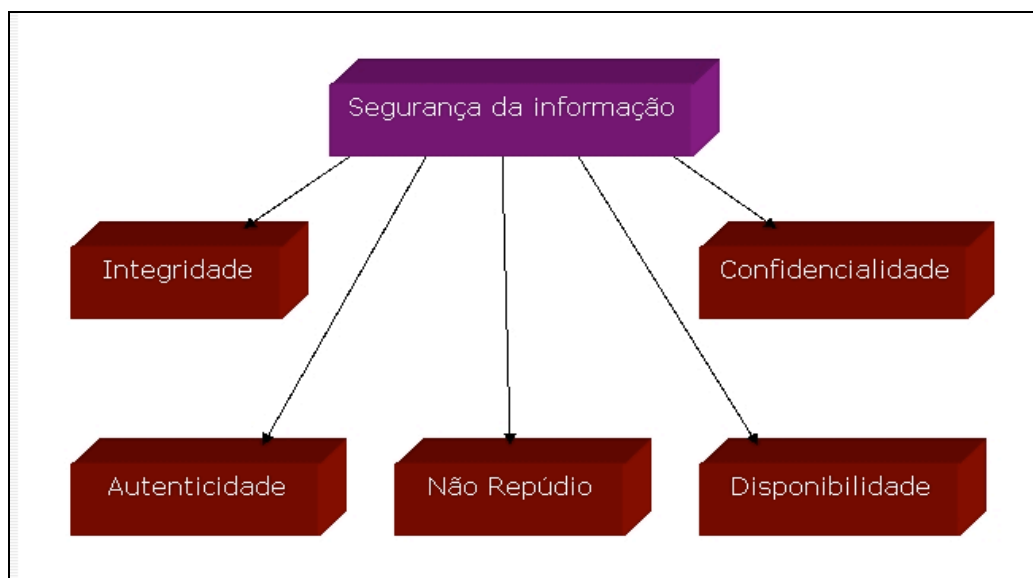 Segurança da informação
Integridade
Confidencialidade
Autenticidade
Não Repúdio
Disponibilidade